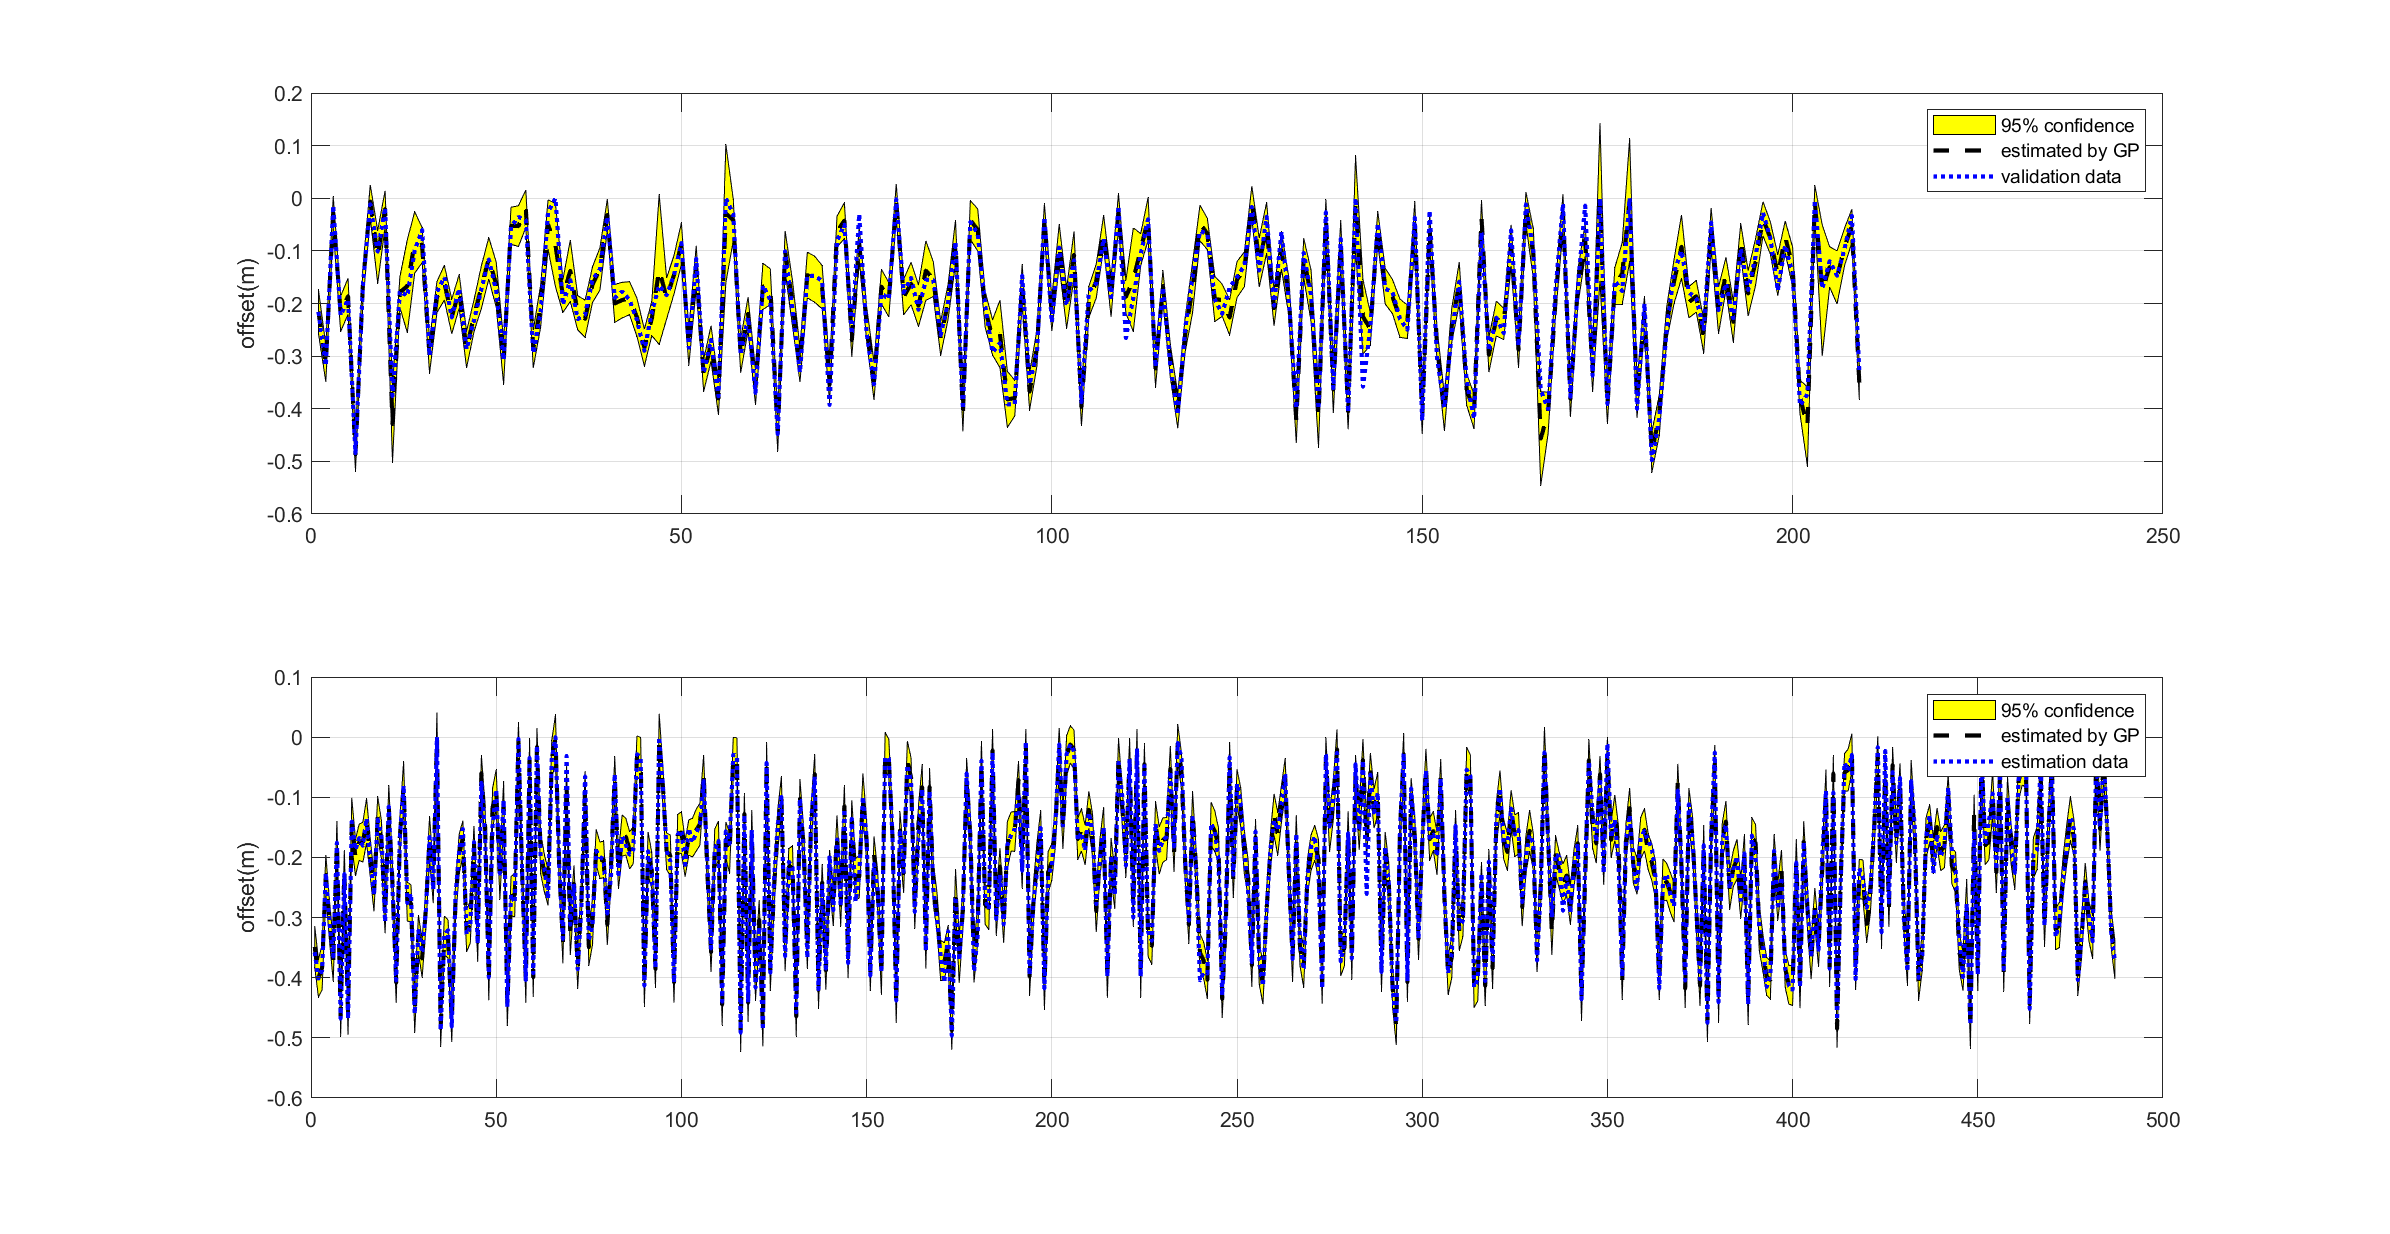 0.2
0.1
0
-0.1
-0.2
-0.3
-0.4
-0.5
-0.6
offset(m)
95% confidence
estimated by GP
validation data
0 50 100 150 200 250
0.1
0
-0.1
-0.2
-0.3
-0.4
-0.5
-0.6
offset(m)
95% confidence
estimated by GP
estimation data
0 50 100 150 200 250 300 350 400 450 500